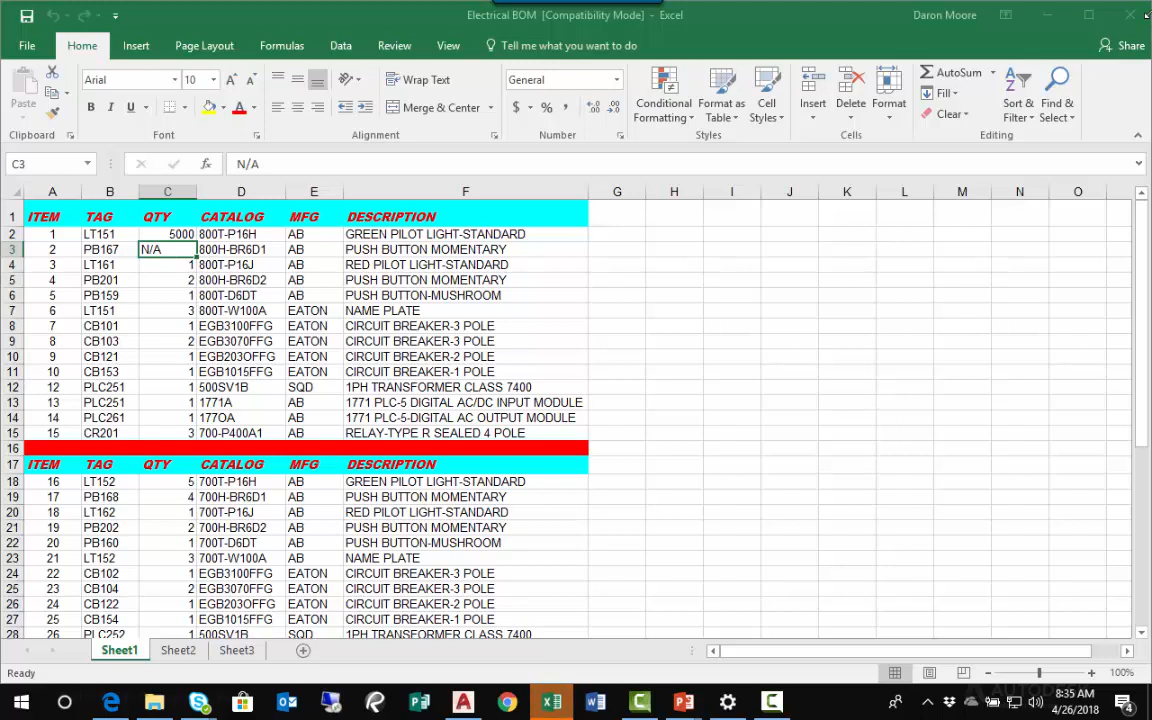 Electrical BOM [Compatibility Mode] - Excel
Daron Moore
File Home Insert Page Layout Formulas Data Review View Tell me what you want to do Share
Paste Arial 10 Wrap Text General Conditional Formatting Format as Table Cell Styles Insert Delete Format AutoSum Sort & Filter Find & Select
B I U Merge & Center $ % , Fill
Clear
Clipboard Font Alignment Number Styles Cells Editing
C3 fx N/A
A B C D E F G H I J K L M N O
1 ITEM TAG QTY CATALOG MFG DESCRIPTION
2 1 LT151 5000 800T-P16H AB GREEN PILOT LIGHT-STANDARD
3 2 PB167 N/A 800H-BR6D1 AB PUSH BUTTON MOMENTARY
4 3 LT161 1 800T-P16J AB RED PILOT LIGHT-STANDARD
5 4 PB201 2 800H-BR6D2 AB PUSH BUTTON MOMENTARY
6 5 PB159 1 800T-D6DT AB PUSH BUTTON-MUSHROOM
7 6 LT151 3 800T-W100A EATON NAME PLATE
8 7 CB101 1 EGB3100FFG EATON CIRCUIT BREAKER-3 POLE
9 8 CB103 2 EGB3070FFG EATON CIRCUIT BREAKER-3 POLE
10 9 CB121 1 EGB203OFFG EATON CIRCUIT BREAKER-2 POLE
11 10 CB153 1 EGB1015FFG EATON CIRCUIT BREAKER-1 POLE
12 12 PLC251 1 500SV1B SQD 1PH TRANSFORMER CLASS 7400
13 13 PLC251 1 1771A AB 1771 PLC-5 DIGITAL AC/DC INPUT MODULE
14 14 PLC261 1 177OA AB 1771 PLC-5-DIGITAL AC OUTPUT MODULE
15 15 CR201 3 700-P400A1 AB RELAY-TYPE R SEALED 4 POLE
16
17 ITEM TAG QTY CATALOG MFG DESCRIPTION
18 16 LT152 5 700T-P16H AB GREEN PILOT LIGHT-STANDARD
19 17 PB168 4 700H-BR6D1 AB PUSH BUTTON MOMENTARY
20 18 LT162 1 700T-P16J AB RED PILOT LIGHT-STANDARD
21 19 PB202 2 700H-BR6D2 AB PUSH BUTTON MOMENTARY
22 20 PB160 1 700T-D6DT AB PUSH BUTTON-MUSHROOM
23 21 LT152 3 700T-W100A AB NAME PLATE
24 22 CB102 1 EGB3100FFG EATON CIRCUIT BREAKER-3 POLE
25 23 CB104 2 EGB3070FFG EATON CIRCUIT BREAKER-3 POLE
26 24 CB122 1 EGB203OFFG EATON CIRCUIT BREAKER-2 POLE
27 25 CB154 1 EGB1015FFG EATON CIRCUIT BREAKER-1 POLE
28 26 PLC252 1 500SV1B SQD 1PH TRANSFORMER CLASS 7400
Sheet1 Sheet2 Sheet3
Ready 100%
AUTODESK
8:35 AM
4/26/2018
4